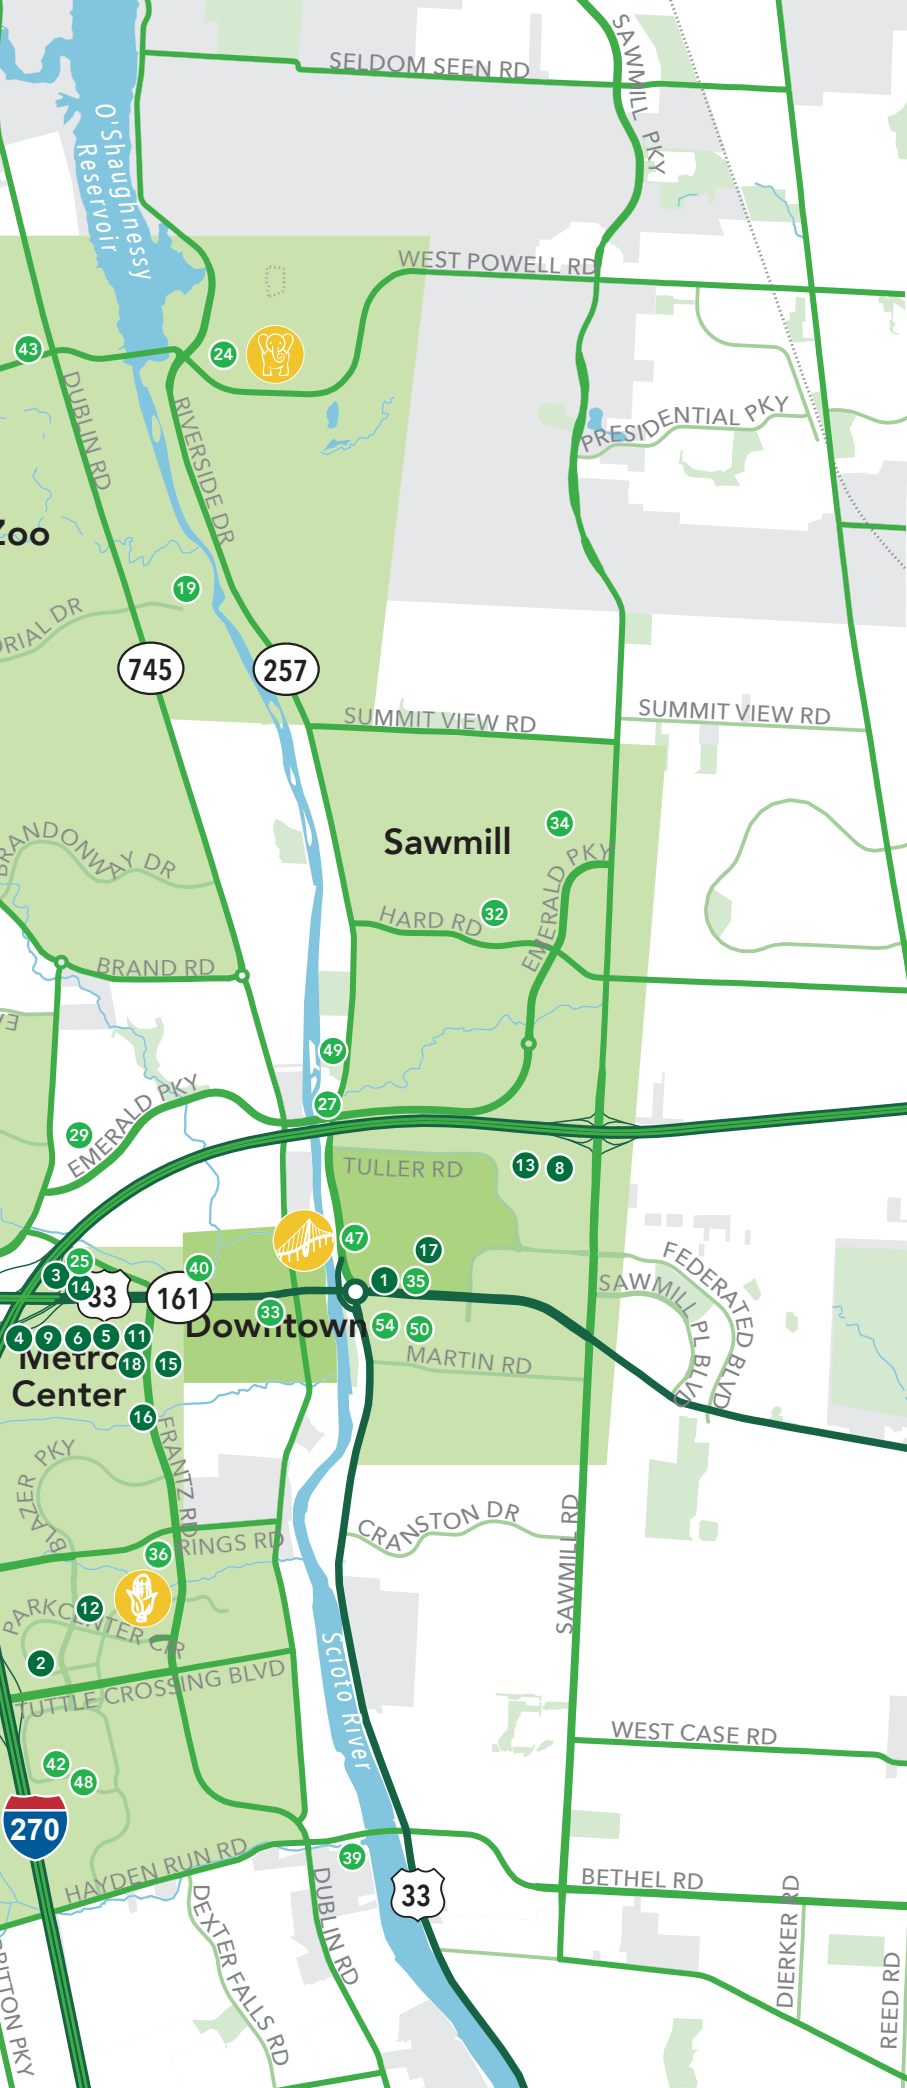 SELDOM SEEN RD
SAWMILL PKY
O'Shaughnessy
Reservoir
WEST POWELL RD
43
24
DUBLIN RD
RIVERSIDE DR
PRESIDENTIAL PKY
Zoo
19
ORIAL DR
745
257
SUMMIT VIEW RD
SUMMIT VIEW RD
34
Sawmill
BRANDONWAY DR
EMERALD PKY
32
HARD RD
BRAND RD
49
27
EMERALD PKY
29
TULLER RD
13
8
47
17
25
3
14
33
40
161
1
35
33
Downtown
54
50
SAWMILL PL BLVD
FEDERATED BLVD
4
9
6
5
11
Metro
Center
18
15
MARTIN RD
16
FRANTZ RD
BLAZER PKY
CRANSTON DR
RINGS RD
36
SAWMILL RD
12
PARKCENTER CIR
2
TUTTLE CROSSING BLVD
Scioto River
WEST CASE RD
42
48
270
39
HAYDEN RUN RD
BETHEL RD
33
DUBLIN RD
DEXTER FALLS RD
DIERKER RD
REED RD
RITTON PKY